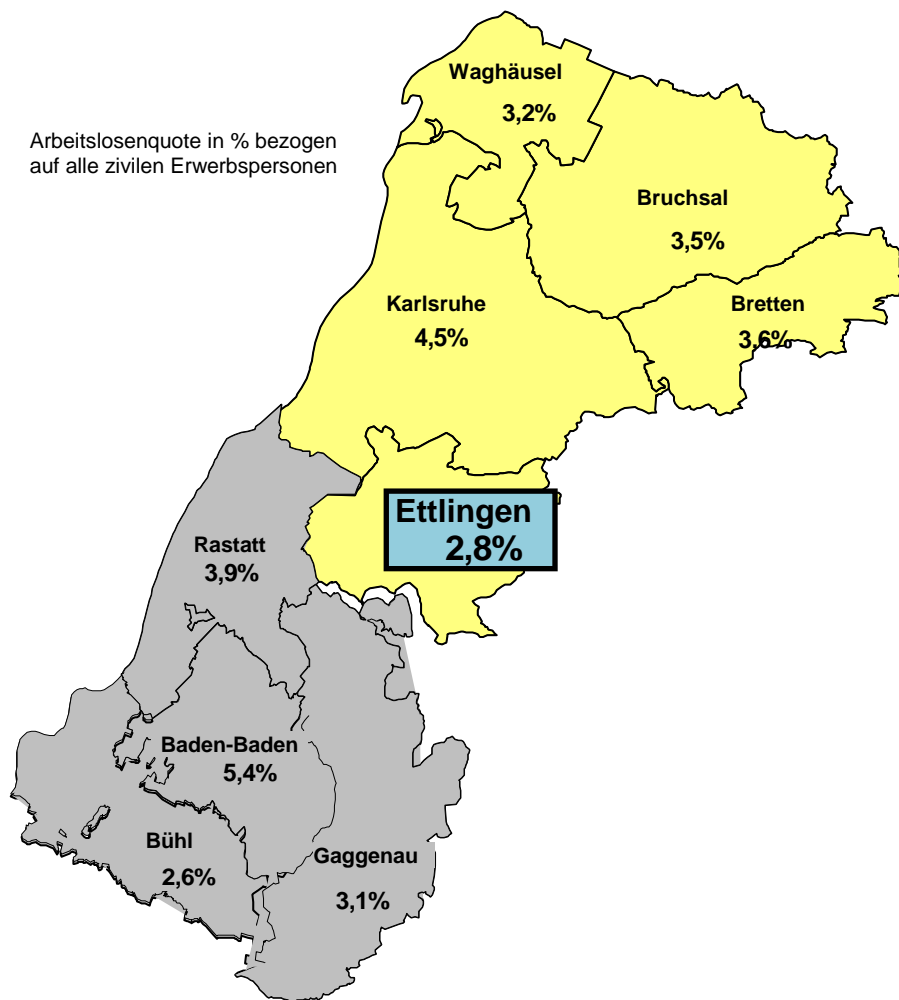 Waghäusel
3,2%
Arbeitslosenquote in % bezogen
auf alle zivilen Erwerbspersonen
Bruchsal
3,5%
Karlsruhe
4,5%
Bretten
3,6%
Ettlingen
2,8%
Rastatt
3,9%
Baden-Baden
5,4%
Bühl
2,6%
Gaggenau
3,1%